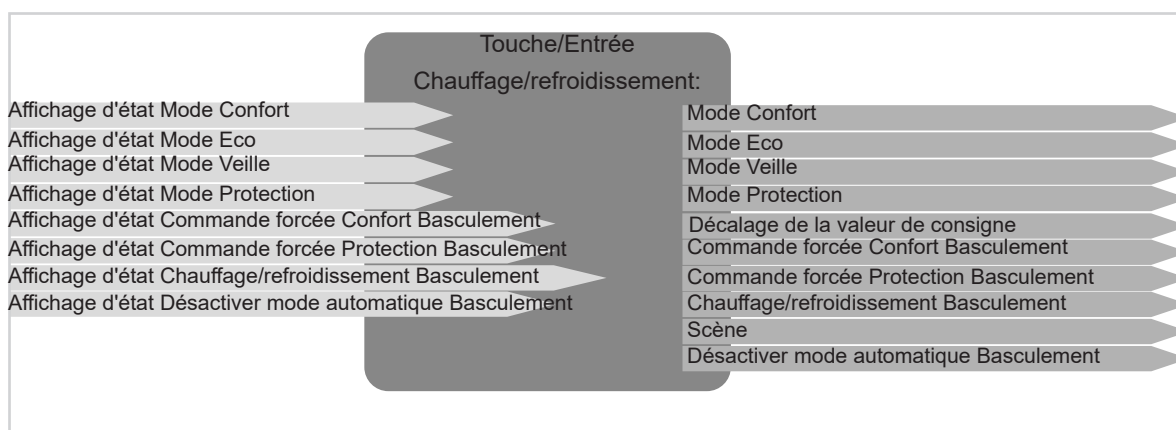 Touche/Entrée
Chauffage/refroidissement:
Affichage d'état Mode Confort
Affichage d'état Mode Eco
Affichage d'état Mode Veille
Affichage d'état Mode Protection
Affichage d'état Commande forcée Confort Basculement
Affichage d'état Commande forcée Protection Basculement
Affichage d'état Chauffage/refroidissement Basculement
Affichage d'état Désactiver mode automatique Basculement
Mode Confort
Mode Eco
Mode Veille
Mode Protection
Décalage de la valeur de consigne
Commande forcée Confort Basculement
Commande forcée Protection Basculement
Chauffage/refroidissement Basculement
Scène
Désactiver mode automatique Basculement